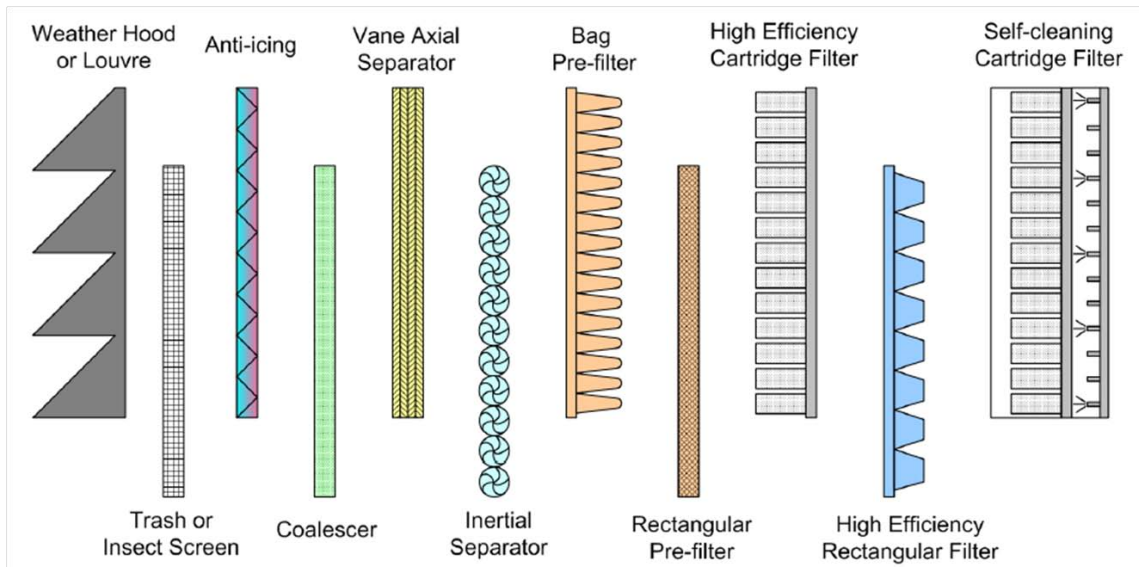 Weather Hood
or Louvre
Anti-icing
Vane Axial
Separator
Bag
Pre-filter
High Efficiency
Cartridge Filter
Self-cleaning
Cartridge Filter
Trash or
Insect Screen
Coalescer
Inertial
Separator
Rectangular
Pre-filter
High Efficiency
Rectangular Filter